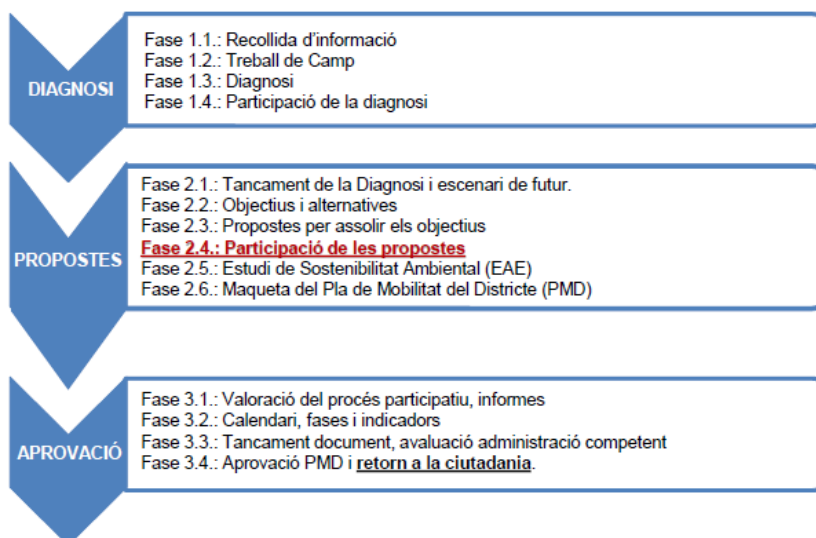 DIAGNOSI
Fase 1.1.: Recollida d'informació
Fase 1.2.: Treball de Camp
Fase 1.3.: Diagnosi
Fase 1.4.: Participació de la diagnosi
PROPOSTES
Fase 2.1.: Tancament de la Diagnosi i escenari de futur.
Fase 2.2.: Objectius i alternatives
Fase 2.3.: Propostes per assolir els objectius
Fase 2.4.: Participació de les propostes
Fase 2.5.: Estudi de Sostenibilitat Ambiental (EAE)
Fase 2.6.: Maqueta del Pla de Mobilitat del Districte (PMD)
APROVACIÓ
Fase 3.1.: Valoració del procés participatiu, informes
Fase 3.2.: Calendari, fases i indicadors
Fase 3.3.: Tancament document, avaluació administració competent
Fase 3.4.: Aprovació PMD i retorn a la ciutadania.